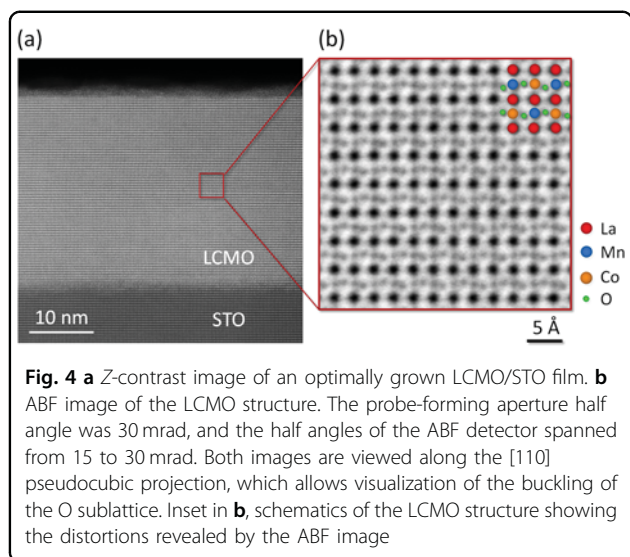 (a)
(b)
LCMO
10 nm
STO
La
Mn
Co
O
5 Å
Fig. 4 a Z-contrast image of an optimally grown LCMO/STO film. b
ABF image of the LCMO structure. The probe-forming aperture half
angle was 30 mrad, and the half angles of the ABF detector spanned
from 15 to 30 mrad. Both images are viewed along the [110]
pseudocubic projection, which allows visualization of the buckling of
the O sublattice. Inset in b, schematics of the LCMO structure showing
the distortions revealed by the ABF image